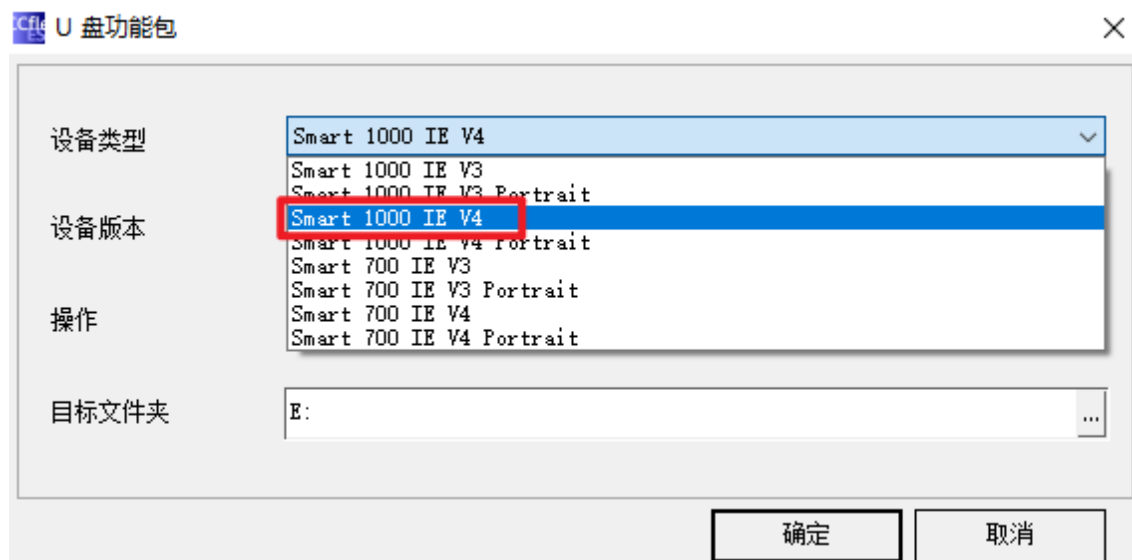 U 盘功能包
设备类型
Smart 1000 IE V4
Smart 1000 IE V3
Smart 1000 IE V3 Portrait
Smart 1000 IE V4
Smart 1000 IE V4 Portrait
设备版本
Smart 700 IE V3
Smart 700 IE V3 Portrait
Smart 700 IE V4
Smart 700 IE V4 Portrait
操作
目标文件夹
E:
...
确定
取消